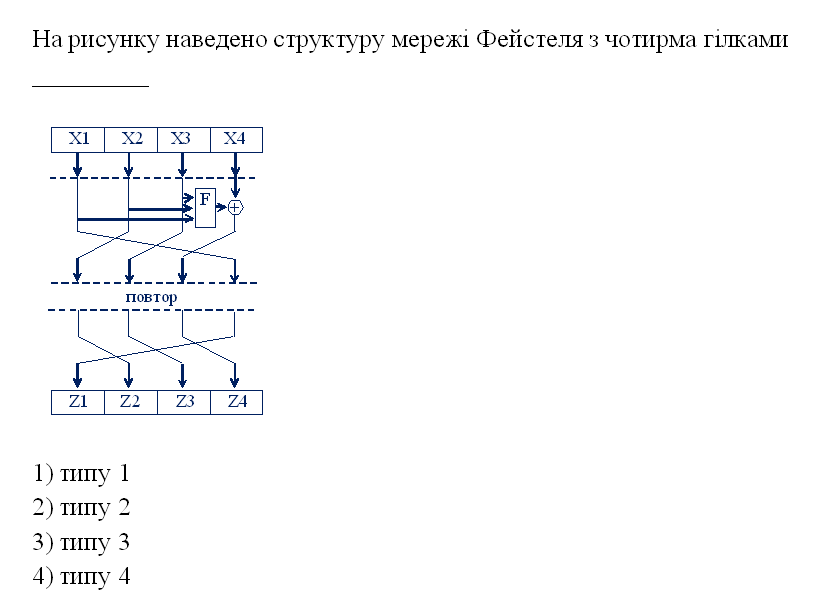 На рисунку наведено структуру мережі Фейстеля з чотирма гілками
_________
X1 X2 X3 X4
F
+
повтор
Z1 Z2 Z3 Z4
1) типу 1
2) типу 2
3) типу 3
4) типу 4